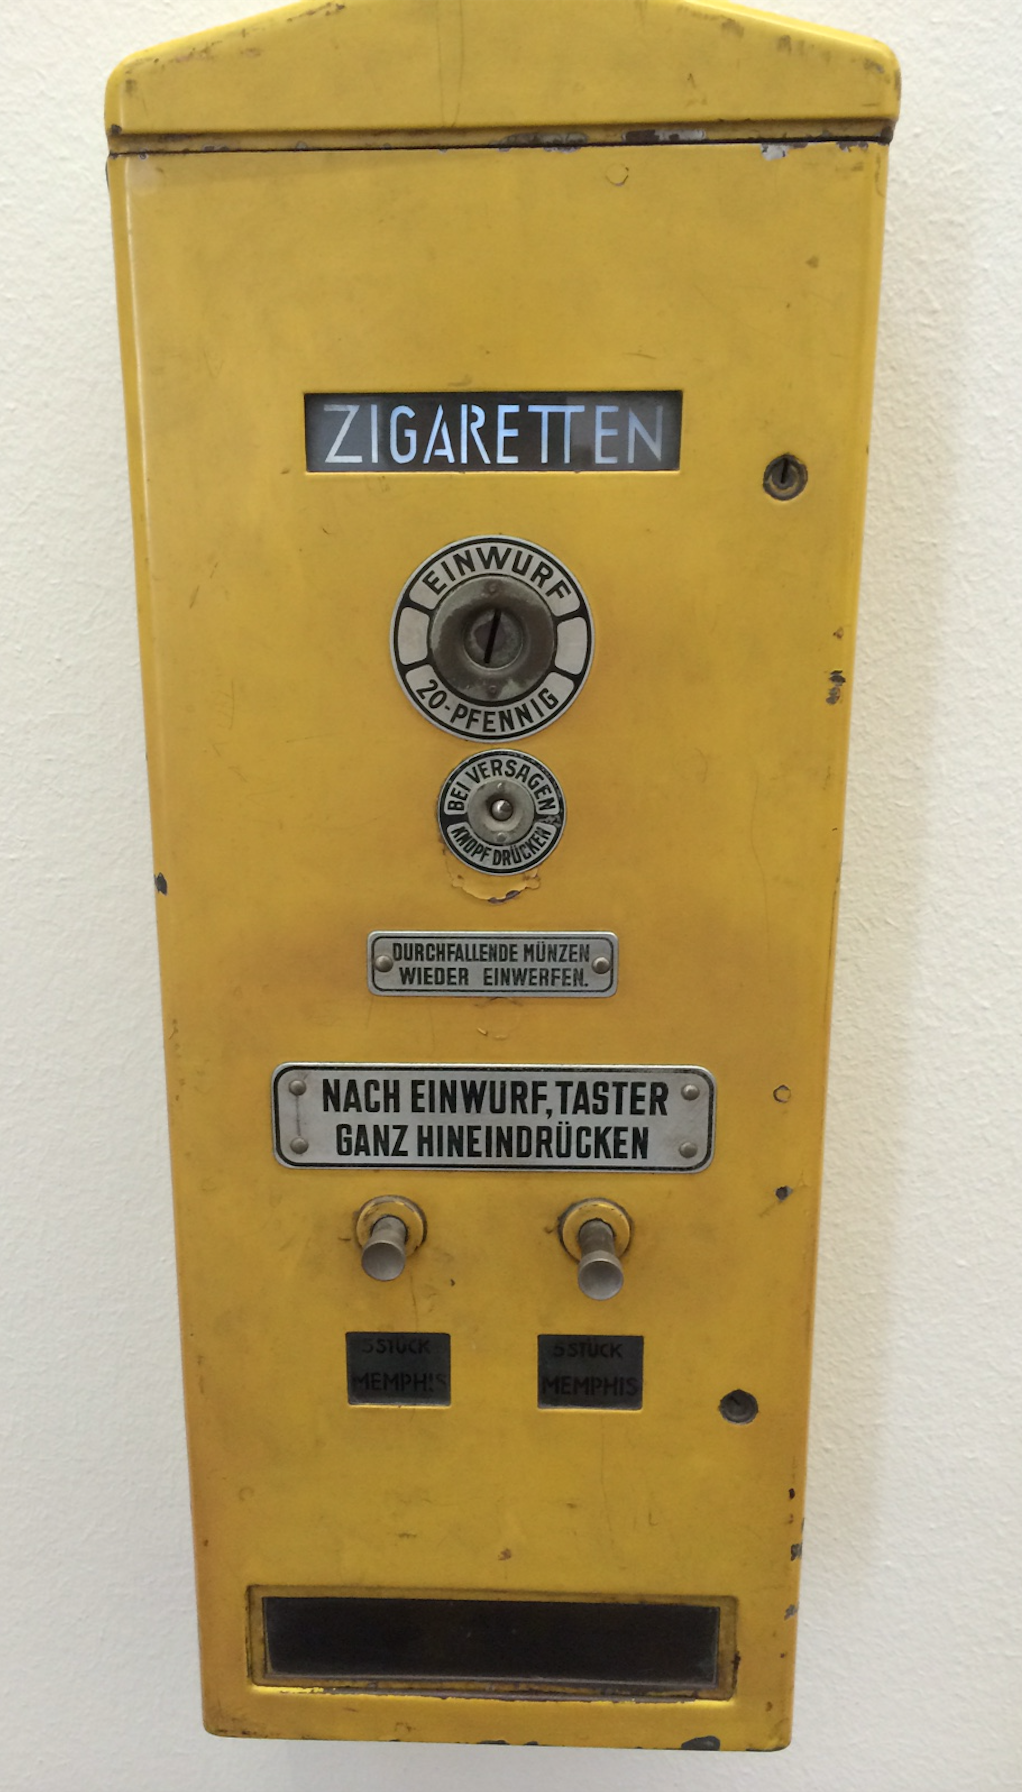 ZIGARETTEN
EINWURF
20-PFENNIG
BEI VERSAGEN
KNOPF DRÜCKEN
DURCHFALLENDE MÜNZEN
WIEDER EINWERFEN.
NACH EINWURF, TASTER
GANZ HINEINDRÜCKEN
5 STÜCK
MEMPHIS
5 STÜCK
MEMPHIS